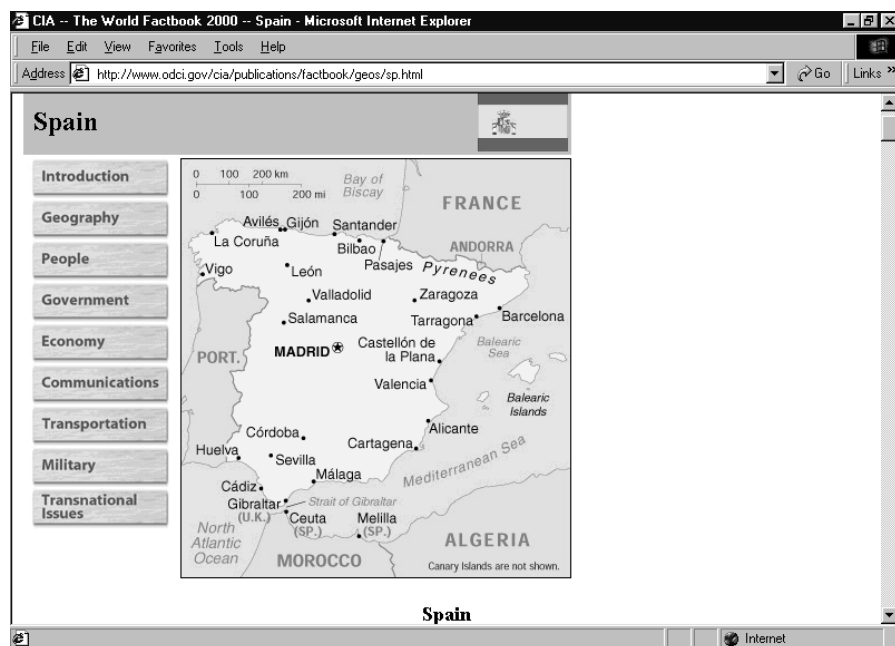 CIA -- The World Factbook 2000 -- Spain - Microsoft Internet Explorer
File Edit View Favorites Tools Help
Address http://www.odci.gov/cia/publications/factbook/geos/sp.html Go Links »
Spain
Introduction
Geography
People
Government
Economy
Communications
Transportation
Military
Transnational
Issues
0 100 200 km
0 100 200 mi
Bay of
Biscay
FRANCE
Avilés Gijón Santander
La Coruña
Bilbao
ANDORRA
Vigo
León
Pasajes
Pyrenees
Valladolid
Zaragoza
Salamanca
Tarragona
Barcelona
PORT.
MADRID
Castellón de
la Plana
Balearic
Sea
Valencia
Balearic
Islands
Córdoba
Alicante
Cartagena
Huelva
Sevilla
Málaga
Mediterranean Sea
Cádiz
Gibraltar
(U.K.)
Strait of Gibraltar
Ceuta
(SP.)
Melilla
(SP.)
North
Atlantic
Ocean
MOROCCO
ALGERIA
Canary Islands are not shown.
Spain
Internet